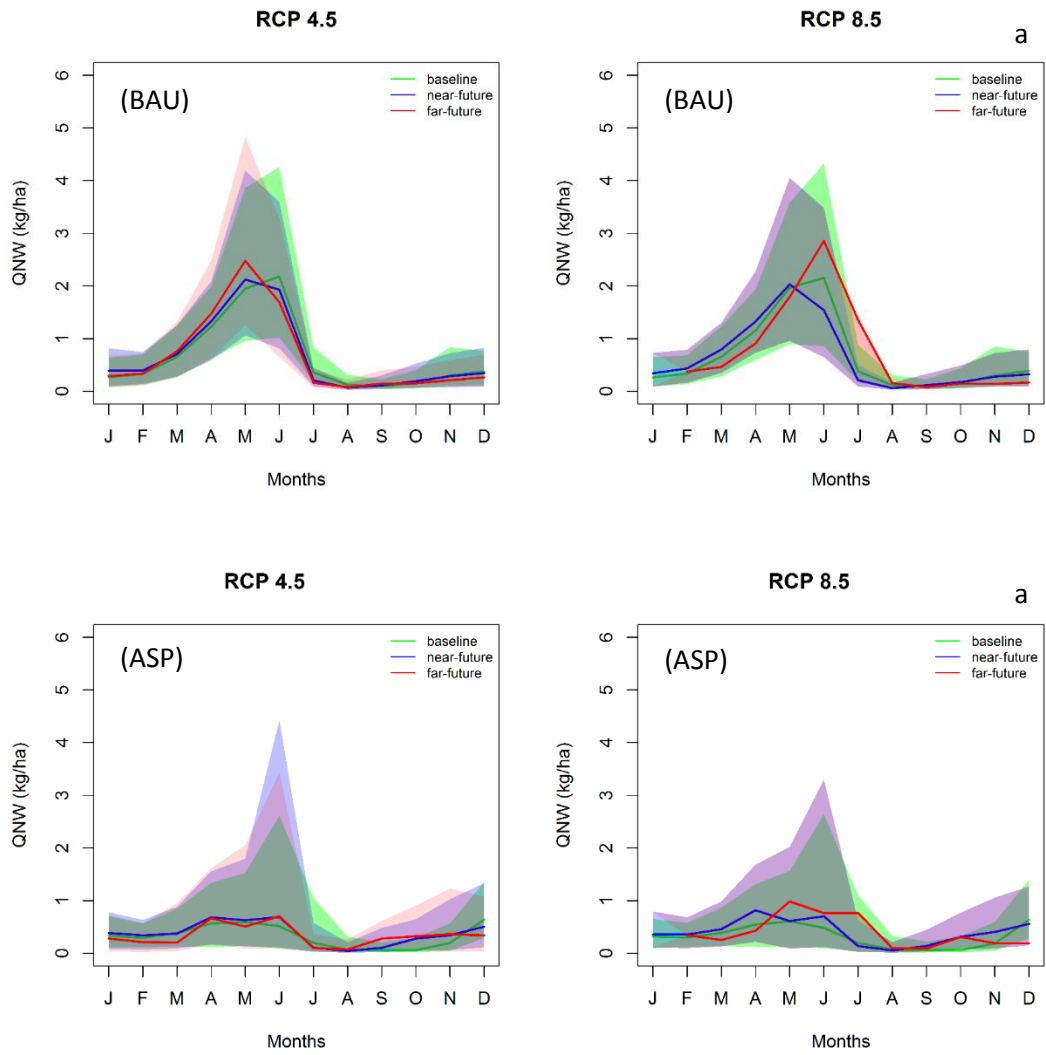 RCP 4.5
(BAU)
baseline
near-future
far-future
QNW (kg/ha)
6
5
4
3
2
1
0
J F M A M J J A S O N D
Months
RCP 8.5
a
(BAU)
baseline
near-future
far-future
QNW (kg/ha)
6
5
4
3
2
1
0
J F M A M J J A S O N D
Months
RCP 4.5
(ASP)
baseline
near-future
far-future
QNW (kg/ha)
6
5
4
3
2
1
0
J F M A M J J A S O N D
Months
RCP 8.5
a
(ASP)
baseline
near-future
far-future
QNW (kg/ha)
6
5
4
3
2
1
0
J F M A M J J A S O N D
Months